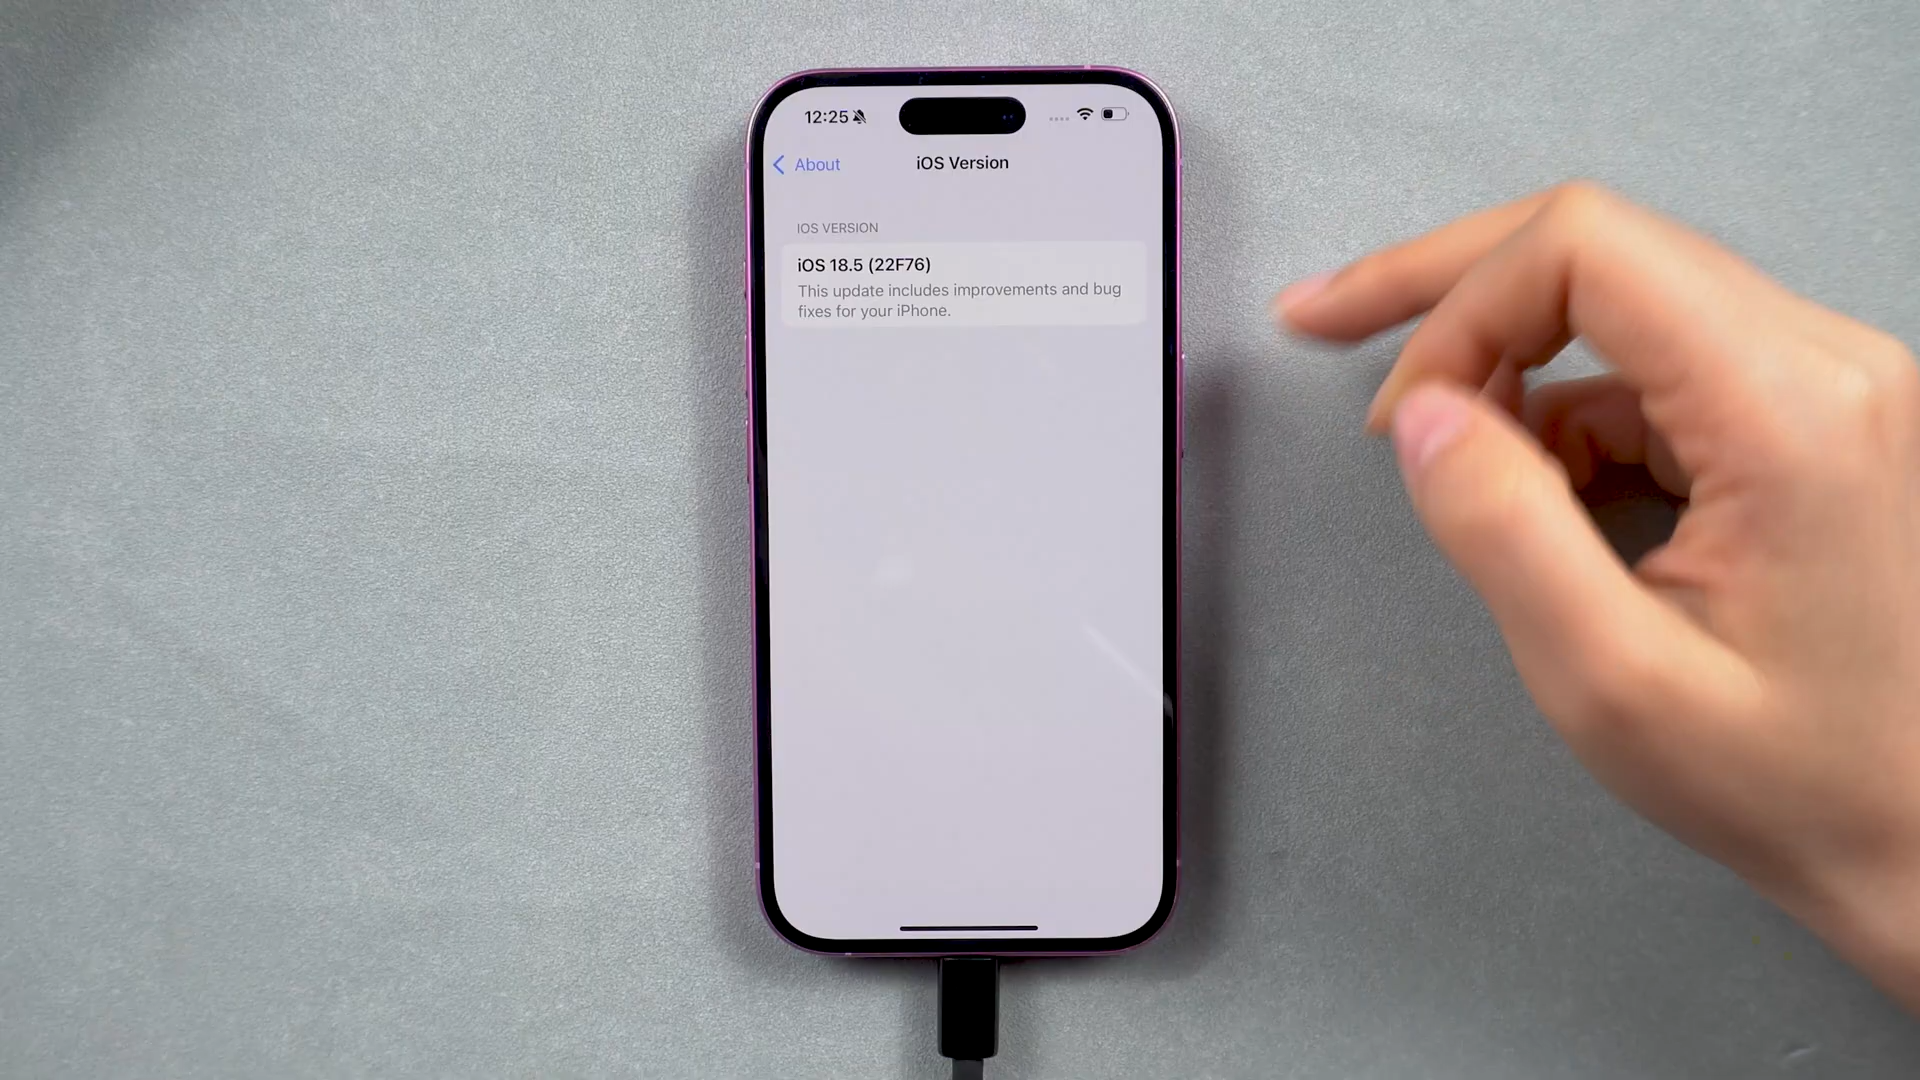 12:25
About
iOS Version
IOS VERSION
iOS 18.5 (22F76)
This update includes improvements and bug
fixes for your iPhone.